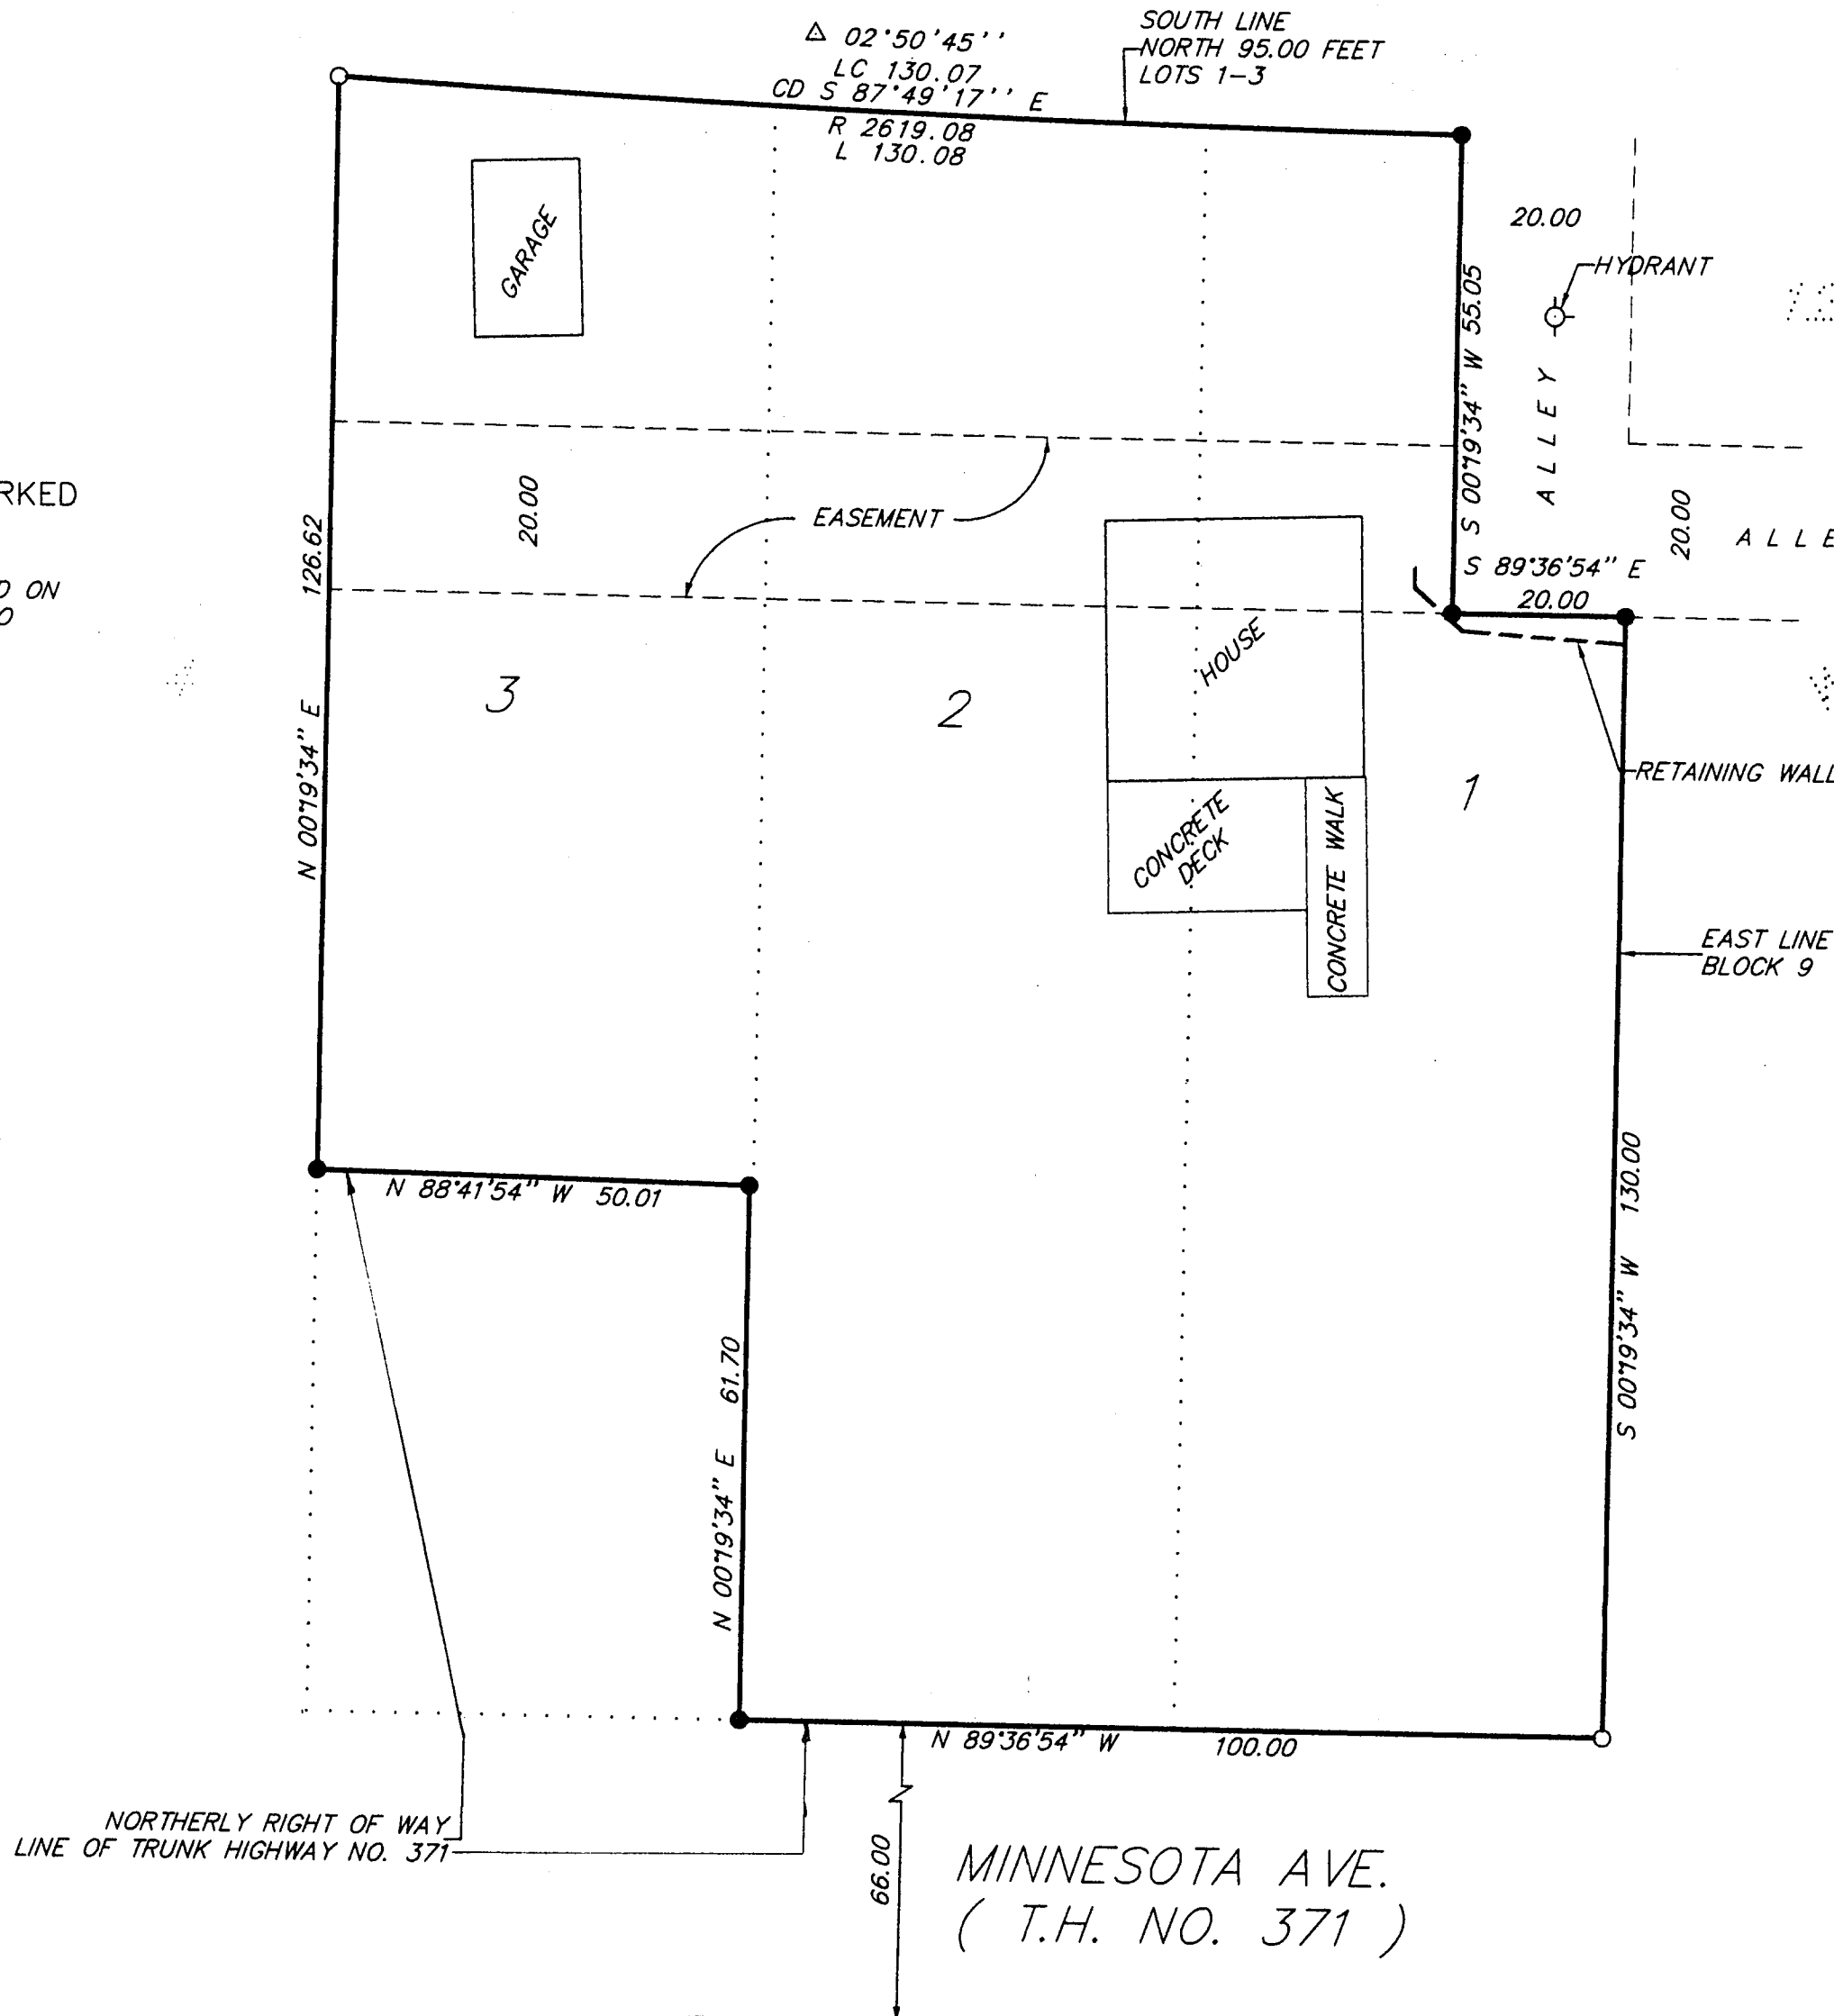 △ 02°50'45''
LC 130.07
CD S 87°49'17'' E
R 2619.08
L 130.08
SOUTH LINE
NORTH 95.00 FEET
LOTS 1-3
GARAGE
20.00
HYDRANT
S 00°19'34" W 55.05
ALLEY
20.00
ALLE
S 89°36'54" E
20.00
RKED
ON
126.62
N 00°19'34" E
20.00
EASEMENT
HOUSE
3
2
1
RETAINING WALL
CONCRETE
DECK
CONCRETE WALK
EAST LINE
BLOCK 9
S 00°19'34" W 130.00
N 88°41'54" W 50.01
N 00°19'34" E 61.70
N 89°36'54" W 100.00
NORTHERLY RIGHT OF WAY
LINE OF TRUNK HIGHWAY NO. 371
66.00
MINNESOTA AVE.
( T.H. NO. 371 )